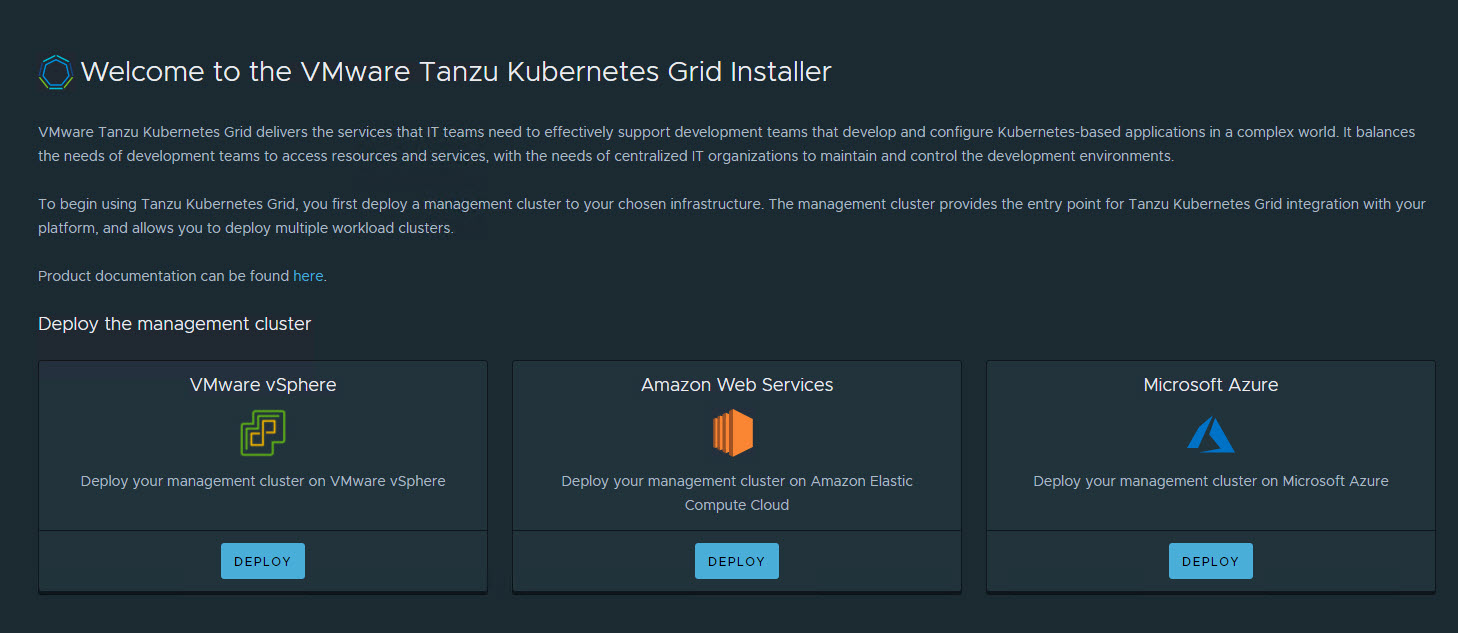 Welcome to the VMware Tanzu Kubernetes Grid Installer
VMware Tanzu Kubernetes Grid delivers the services that IT teams need to effectively support development teams that develop and configure Kubernetes-based applications in a complex world. It balances
the needs of development teams to access resources and services, with the needs of centralized IT organizations to maintain and control the development environments.
To begin using Tanzu Kubernetes Grid, you first deploy a management cluster to your chosen infrastructure. The management cluster provides the entry point for Tanzu Kubernetes Grid integration with your
platform, and allows you to deploy multiple workload clusters.
Product documentation can be found here.
Deploy the management cluster
VMware vSphere
Deploy your management cluster on VMware vSphere
DEPLOY
Amazon Web Services
Deploy your management cluster on Amazon Elastic
Compute Cloud
DEPLOY
Microsoft Azure
Deploy your management cluster on Microsoft Azure
DEPLOY